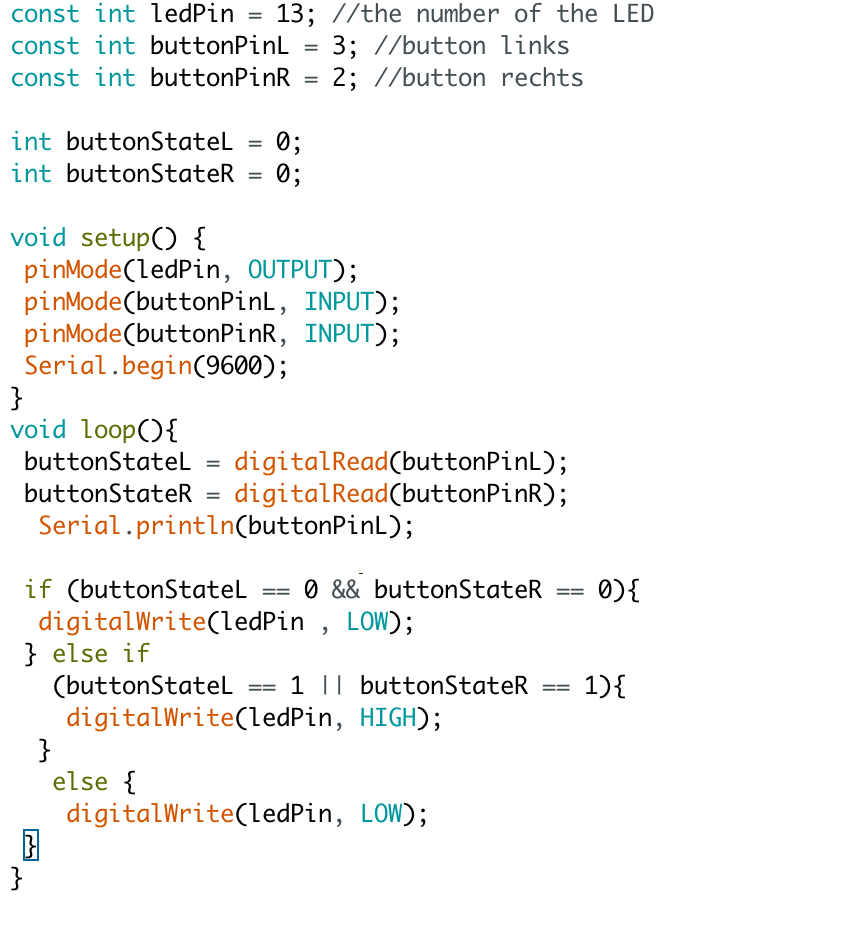 const int ledPin = 13; //the number of the LED
const int buttonPinL = 3; //button links
const int buttonPinR = 2; //button rechts
int buttonStateL = 0;
int buttonStateR = 0;
void setup() {
pinMode(ledPin, OUTPUT);
pinMode(buttonPinL, INPUT);
pinMode(buttonPinR, INPUT);
Serial.begin(9600);
}
void loop(){
buttonStateL = digitalRead(buttonPinL);
buttonStateR = digitalRead(buttonPinR);
Serial.println(buttonPinL);
if (buttonStateL == 0 && buttonStateR == 0){
digitalWrite(ledPin , LOW);
} else if
(buttonStateL == 1 || buttonStateR == 1){
digitalWrite(ledPin, HIGH);
}
else {
digitalWrite(ledPin, LOW);
}
}